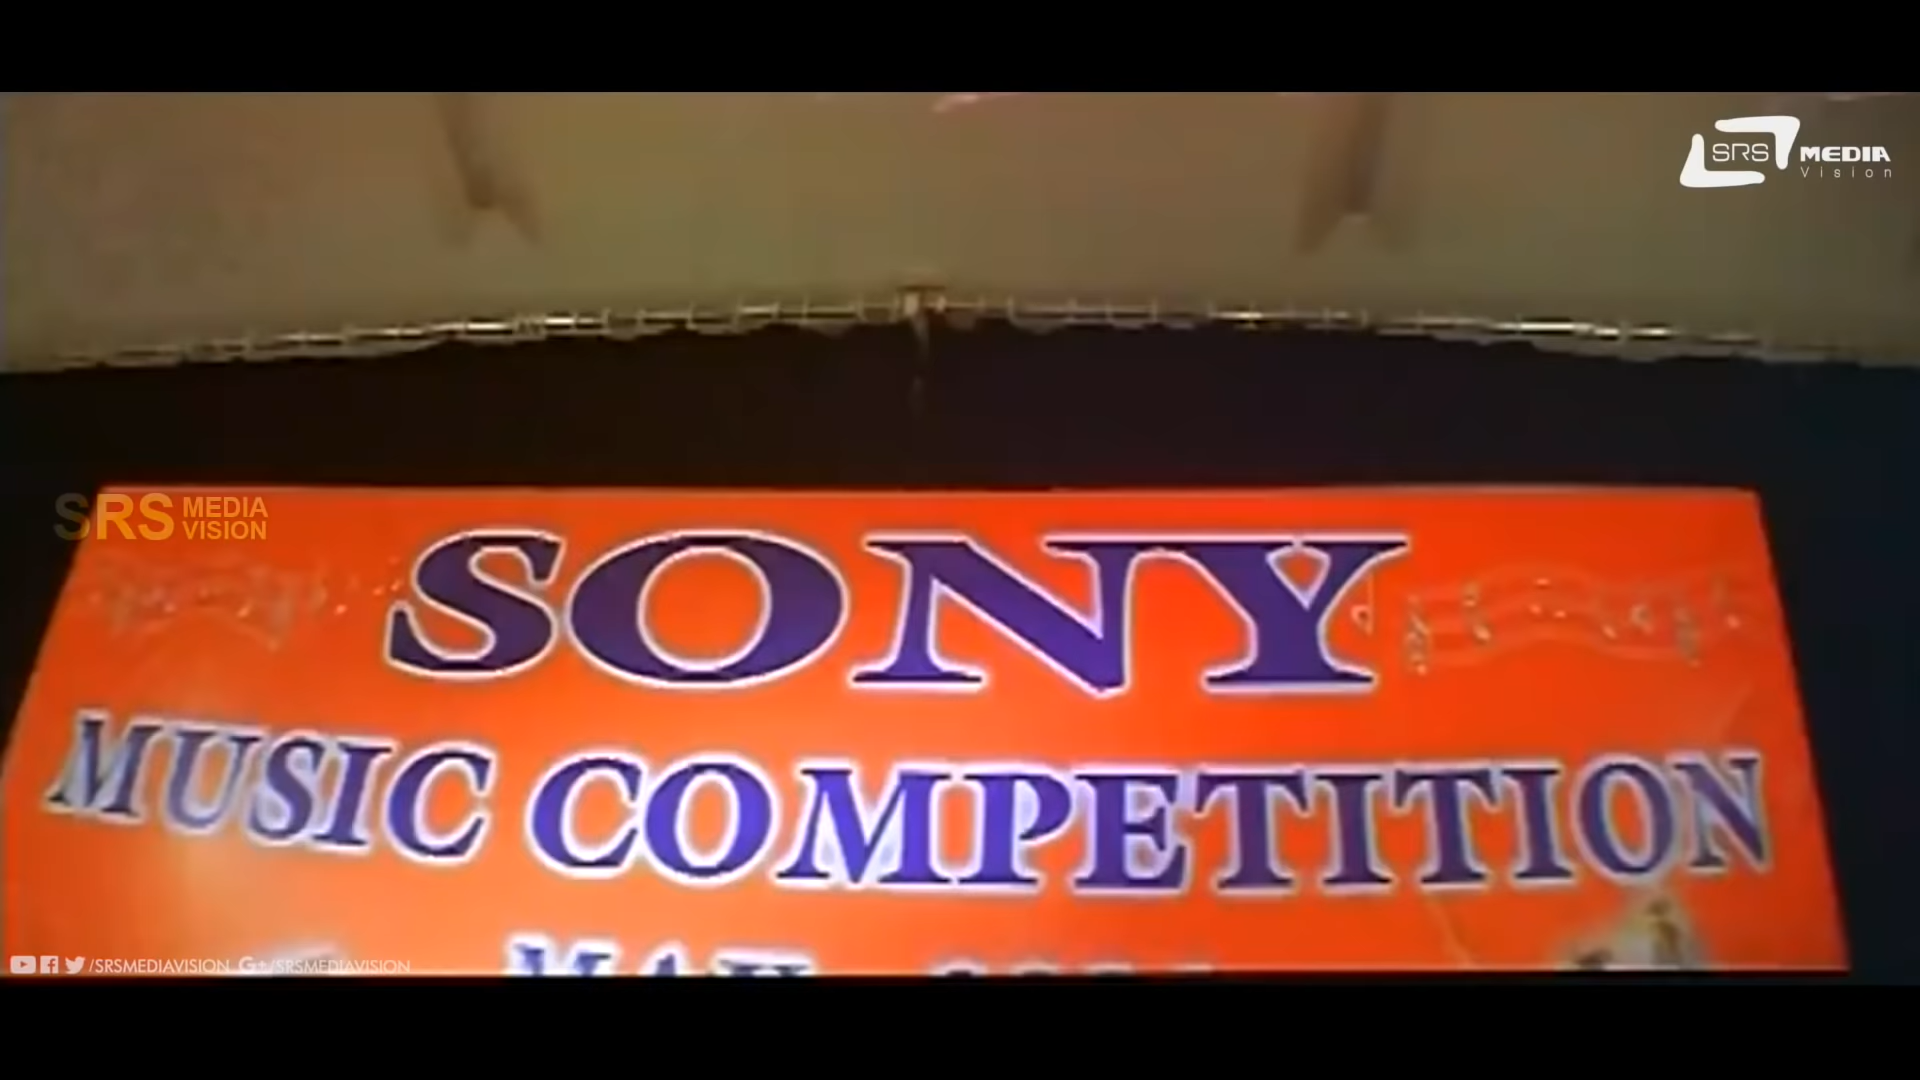 SRS MEDIA
Vision
SRS MEDIA
VISION
SONY
MUSIC COMPETITION
/SRSMEDIAVISION G+/SRSMEDIAVISION